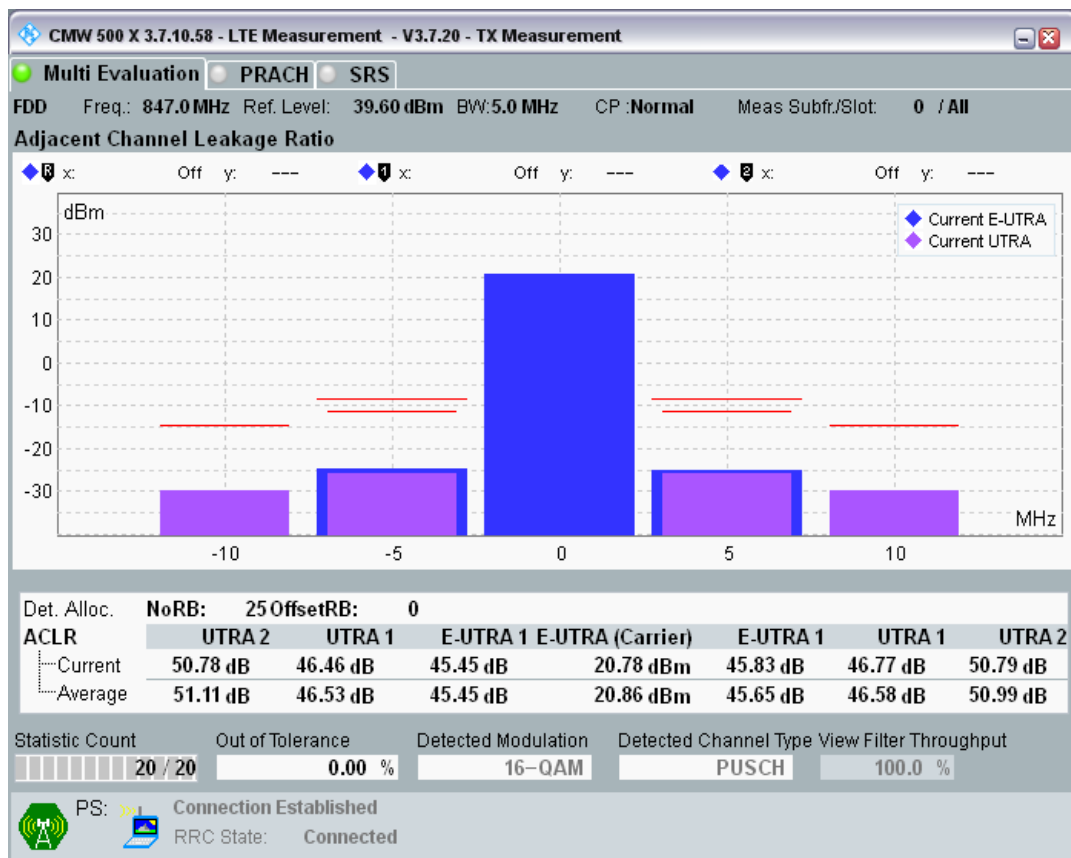 CMW 500 X 3.7.10.58 - LTE Measurement - V3.7.20 - TX Measurement
Multi Evaluation PRACH SRS
FDD Freq.: 847.0 MHz Ref. Level: 39.60 dBm BW:5.0 MHz CP :Normal Meas Subfr./Slot: 0 / All
Adjacent Channel Leakage Ratio
R x: Off y: --- 1 x: Off y: --- 2 x: Off y: ---
dBm
Current E-UTRA
Current UTRA
30
20
10
0
-10
-20
-30
MHz
-10 -5 0 5 10
Det. Alloc. NoRB: 25 OffsetRB: 0
ACLR UTRA 2 UTRA 1 E-UTRA 1 E-UTRA (Carrier) E-UTRA 1 UTRA 1 UTRA 2
Current 50.78 dB 46.46 dB 45.45 dB 20.78 dBm 45.83 dB 46.77 dB 50.79 dB
Average 51.11 dB 46.53 dB 45.45 dB 20.86 dBm 45.65 dB 46.58 dB 50.99 dB
Statistic Count Out of Tolerance Detected Modulation Detected Channel Type View Filter Throughput
20 / 20 0.00 % 16-QAM PUSCH 100.0 %
PS: Connection Established
RRC State: Connected